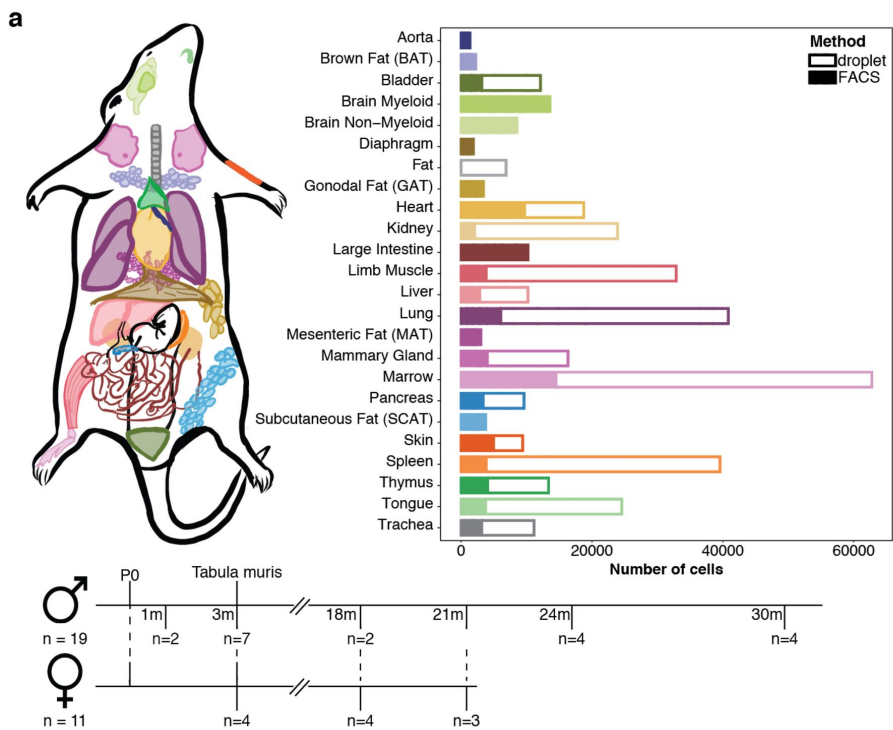 a
Aorta
Brown Fat (BAT)
Bladder
Brain Myeloid
Brain Non−Myeloid
Diaphragm
Fat
Gonodal Fat (GAT)
Heart
Kidney
Large Intestine
Limb Muscle
Liver
Lung
Mesenteric Fat (MAT)
Mammary Gland
Marrow
Pancreas
Subcutaneous Fat (SCAT)
Skin
Spleen
Thymus
Tongue
Trachea
Method
droplet
FACS
0 20000 40000 60000
Number of cells
P0 Tabula muris
♂ 1m 3m 18m 21m 24m 30m
n = 19 n=2 n=7 n=2 n=4 n=4
♀
n = 11 n=4 n=4 n=3